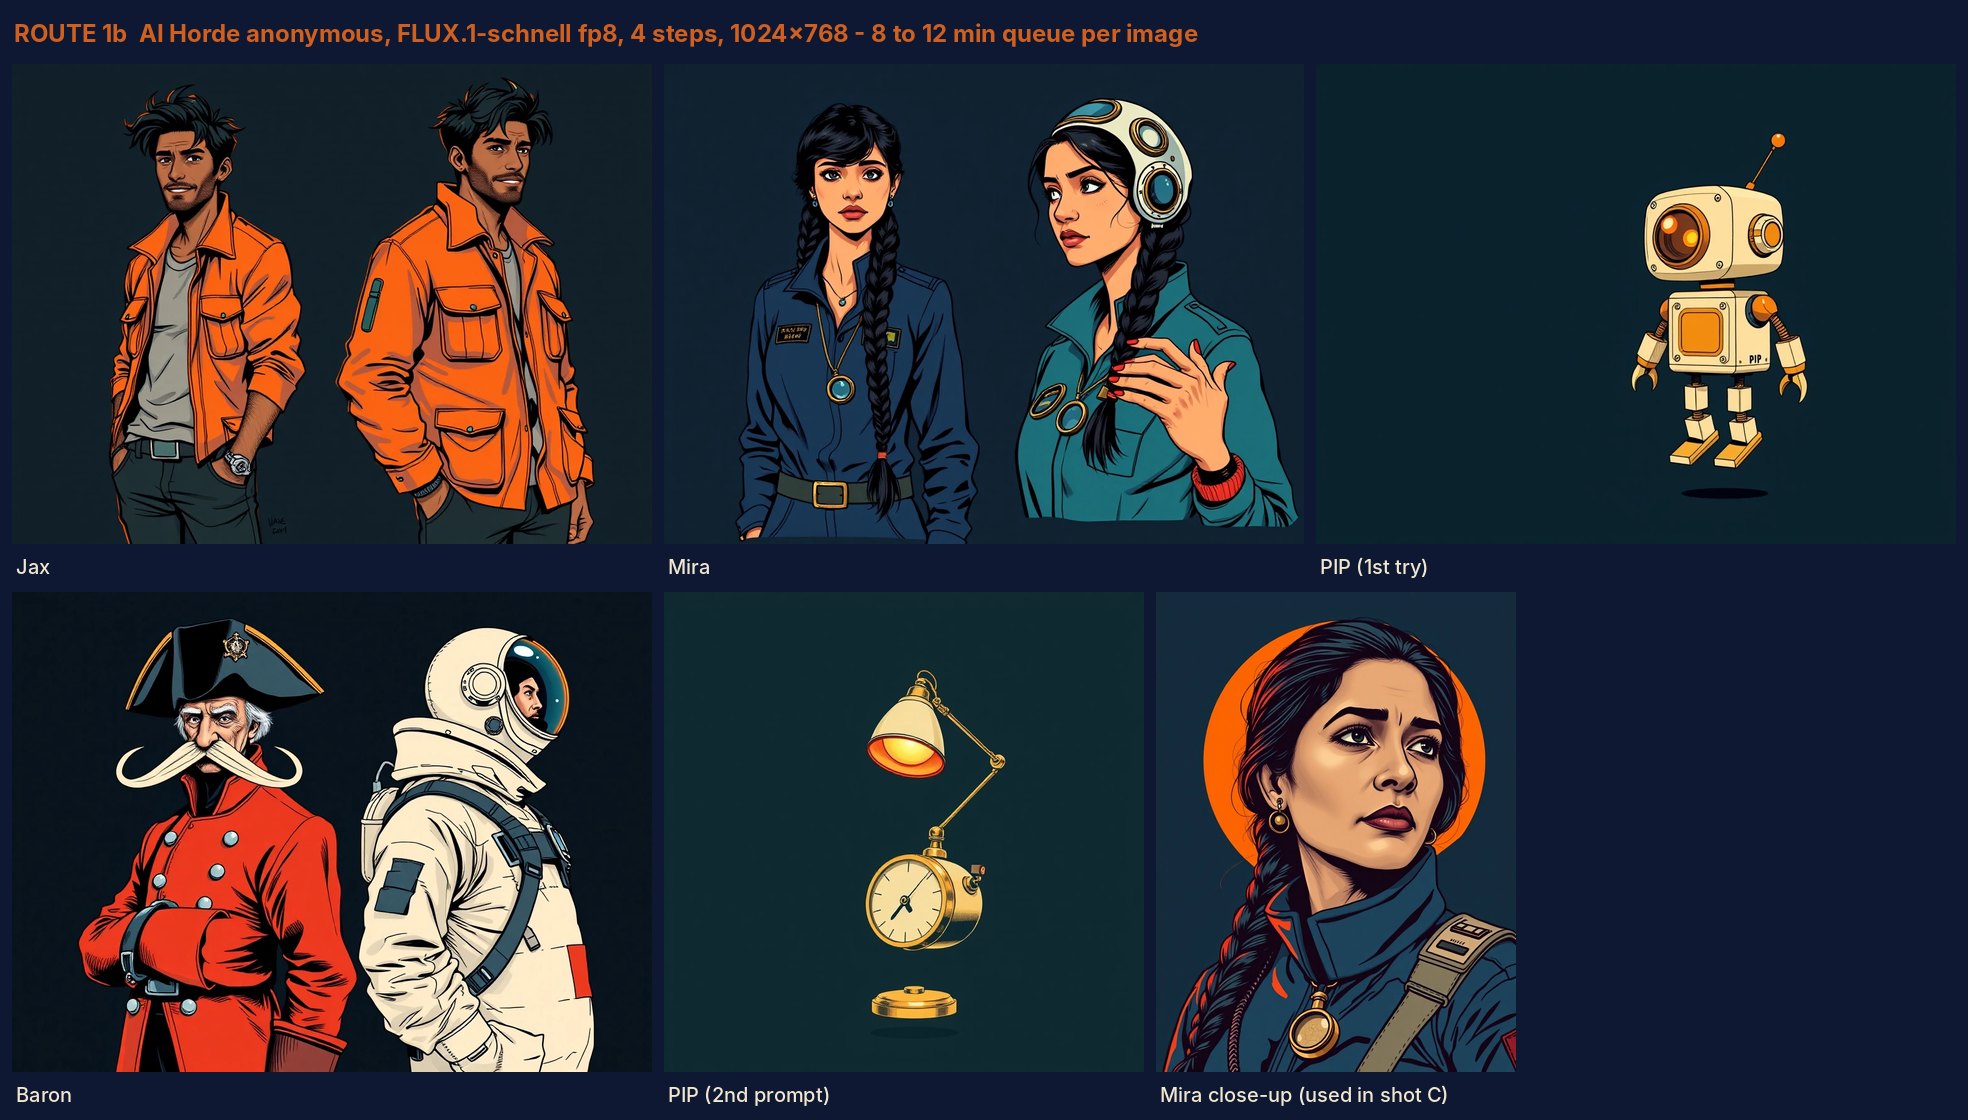 ROUTE 1b  AI Horde anonymous, FLUX.1-schnell fp8, 4 steps, 1024×768 - 8 to 12 min queue per image
PIP
Jax
Mira
PIP (1st try)
Baron
PIP (2nd prompt)
Mira close-up (used in shot C)